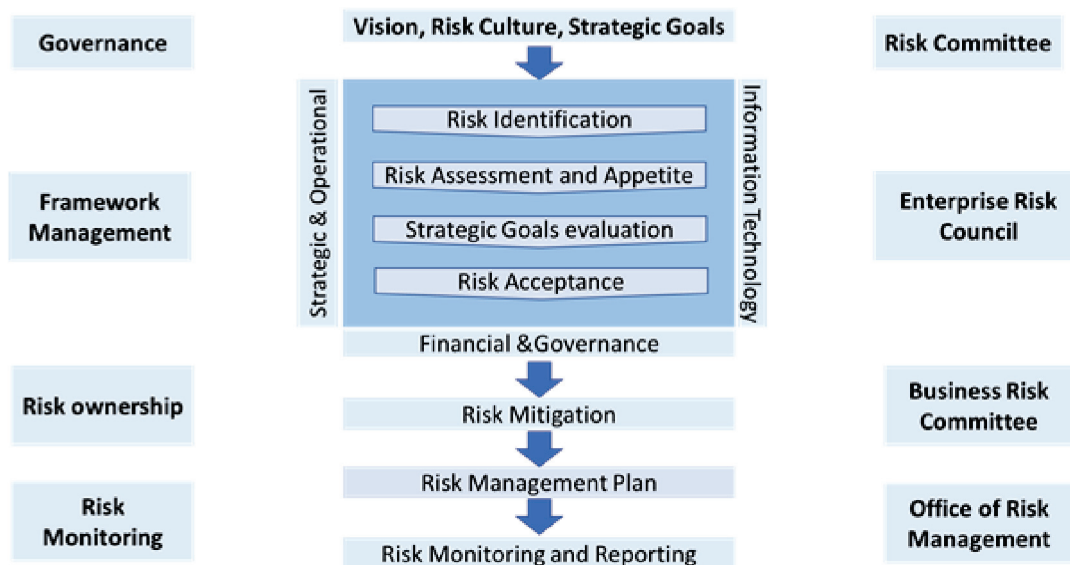 Governance
Vision, Risk Culture, Strategic Goals
Risk Committee
Strategic & Operational
Risk Identification
Risk Assessment and Appetite
Strategic Goals evaluation
Risk Acceptance
Information Technology
Framework
Management
Enterprise Risk
Council
Financial &Governance
Risk ownership
Risk Mitigation
Business Risk
Committee
Risk Management Plan
Risk
Monitoring
Risk Monitoring and Reporting
Office of Risk
Management